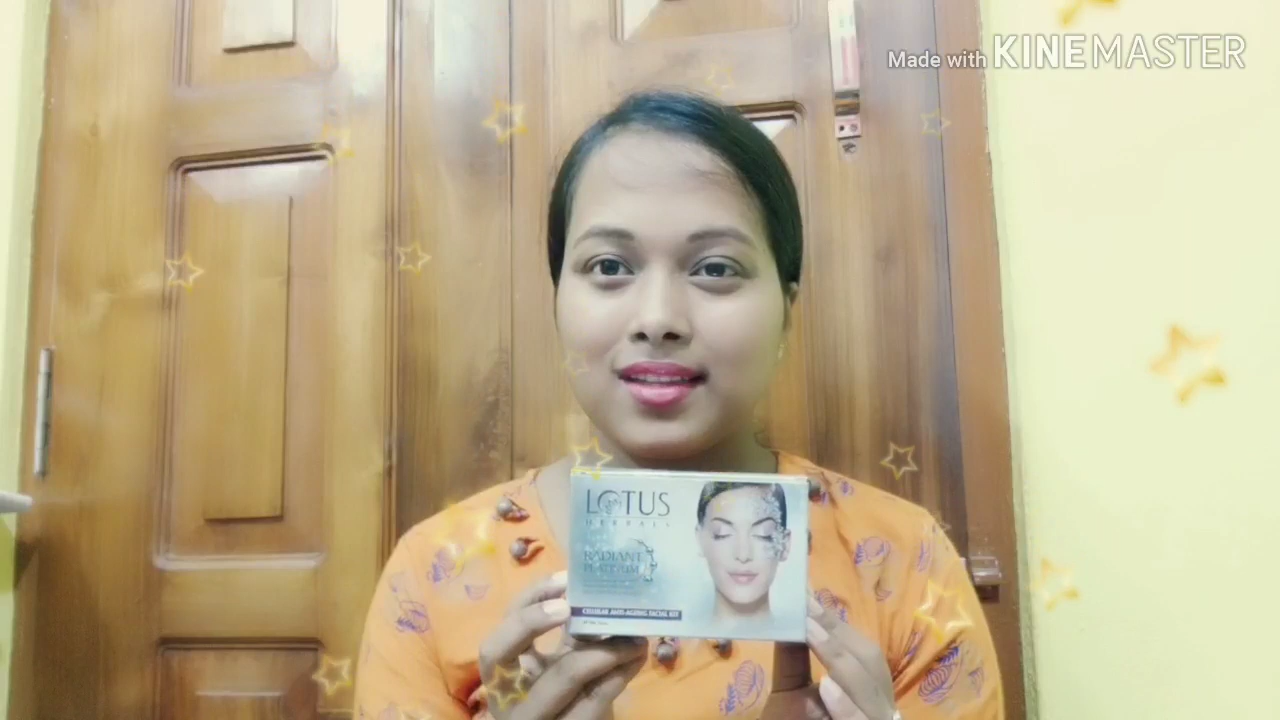 Made with KINEMASTER
LOTUS
HERBALS
RADIANT
PLATINUM
CELLULAR ANTI-AGEING FACIAL KIT